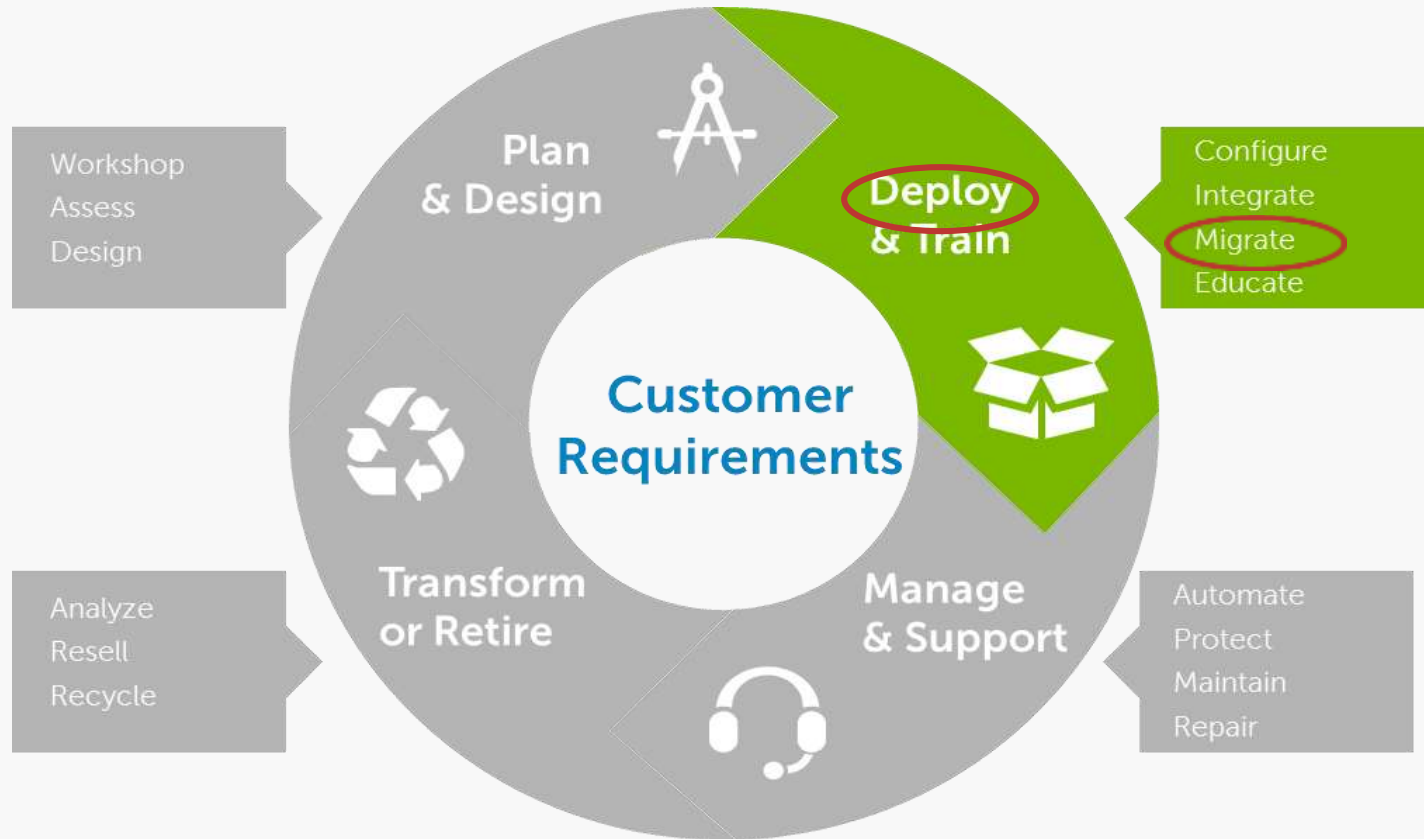 Plan
& Design
Workshop
Assess
Design
Deploy
& Train
Configure
Integrate
Migrate
Educate
Customer
Requirements
Transform
or Retire
Analyze
Resell
Recycle
Manage
& Support
Automate
Protect
Maintain
Repair